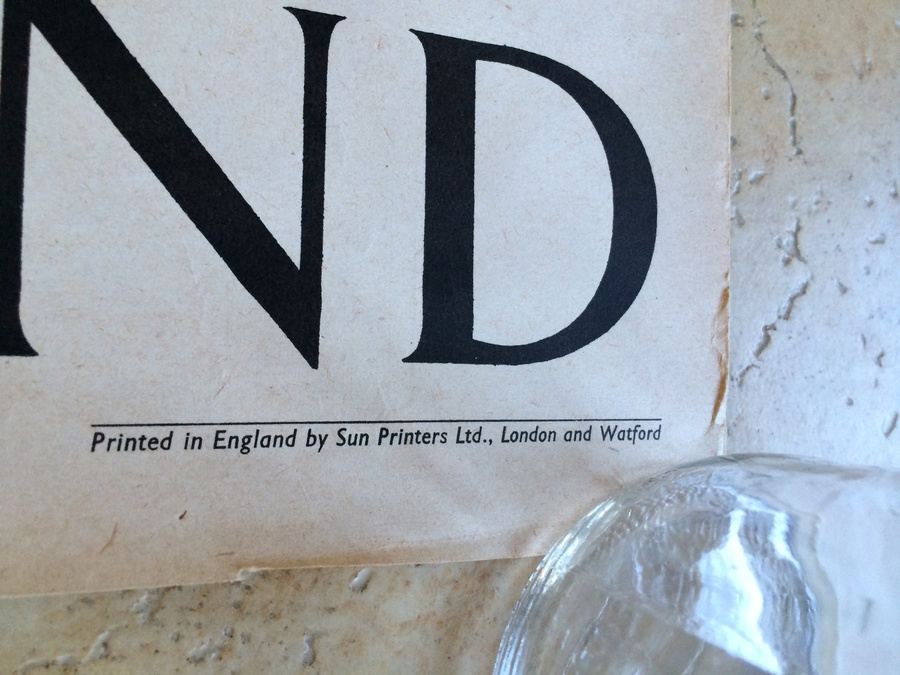 ND
Printed in England by Sun Printers Ltd., London and Watford